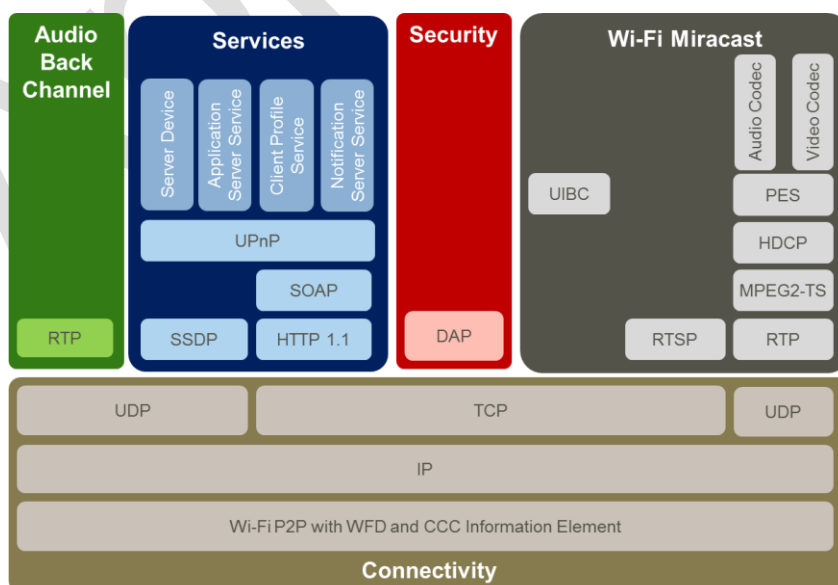 Audio
Back
Channel
Services
Security
Wi-Fi Miracast
Server Device
Application
Server Service
Client Profile
Service
Notification
Server Service
Audio Codec
Video Codec
UIBC
PES
UPnP
HDCP
SOAP
MPEG2-TS
RTP
SSDP
HTTP 1.1
DAP
RTSP
RTP
UDP
TCP
UDP
IP
Wi-Fi P2P with WFD and CCC Information Element
Connectivity